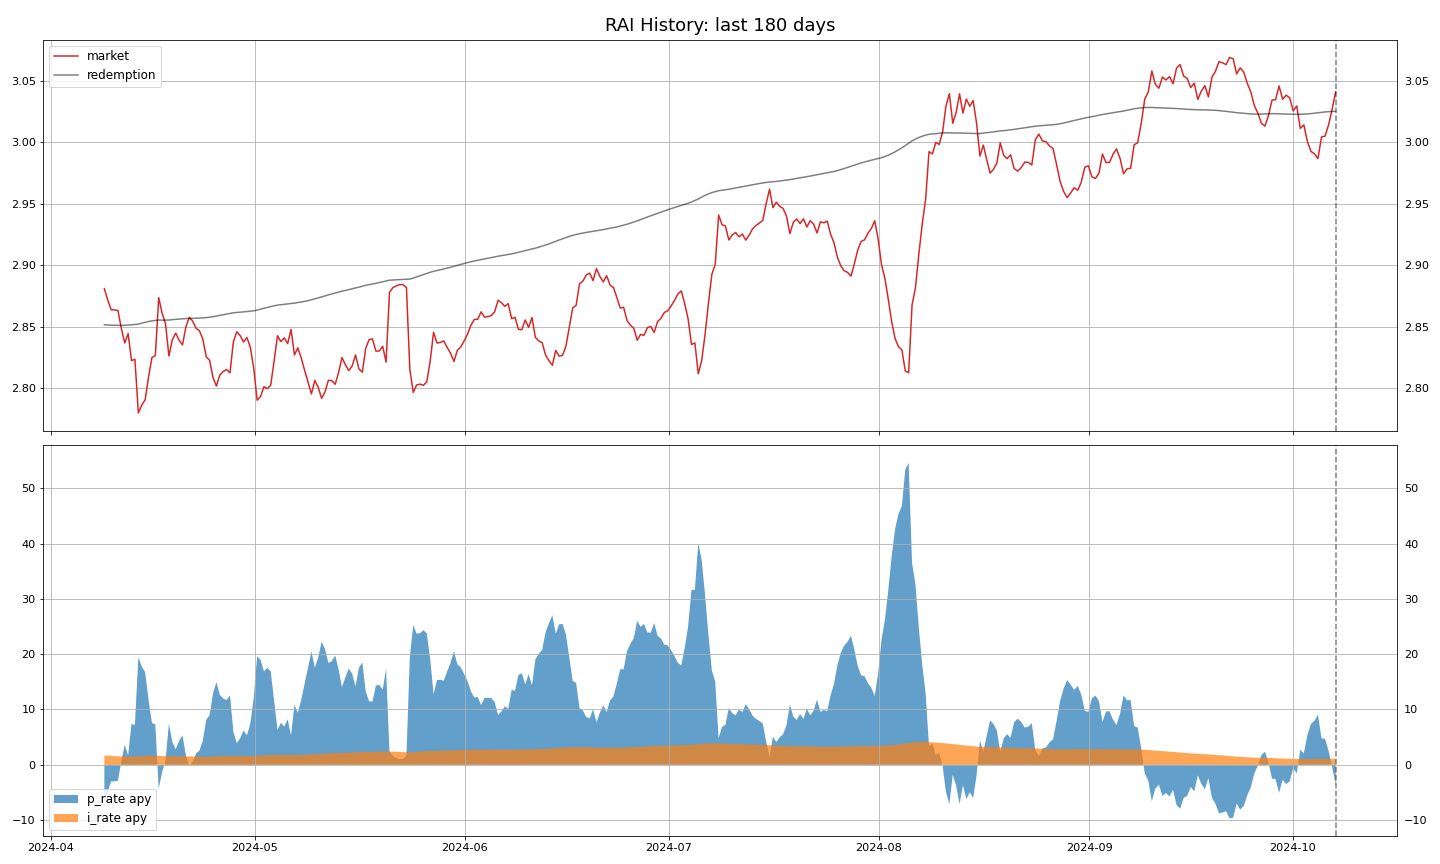 RAI History: last 180 days
market
redemption
3.05 3.05
3.00 3.00
2.95 2.95
2.90 2.90
2.85 2.85
2.80 2.80
50 50
40 40
30 30
20 20
10 10
0 0
p_rate apy
i_rate apy
−10 −10
2024-04 2024-05 2024-06 2024-07 2024-08 2024-09 2024-10